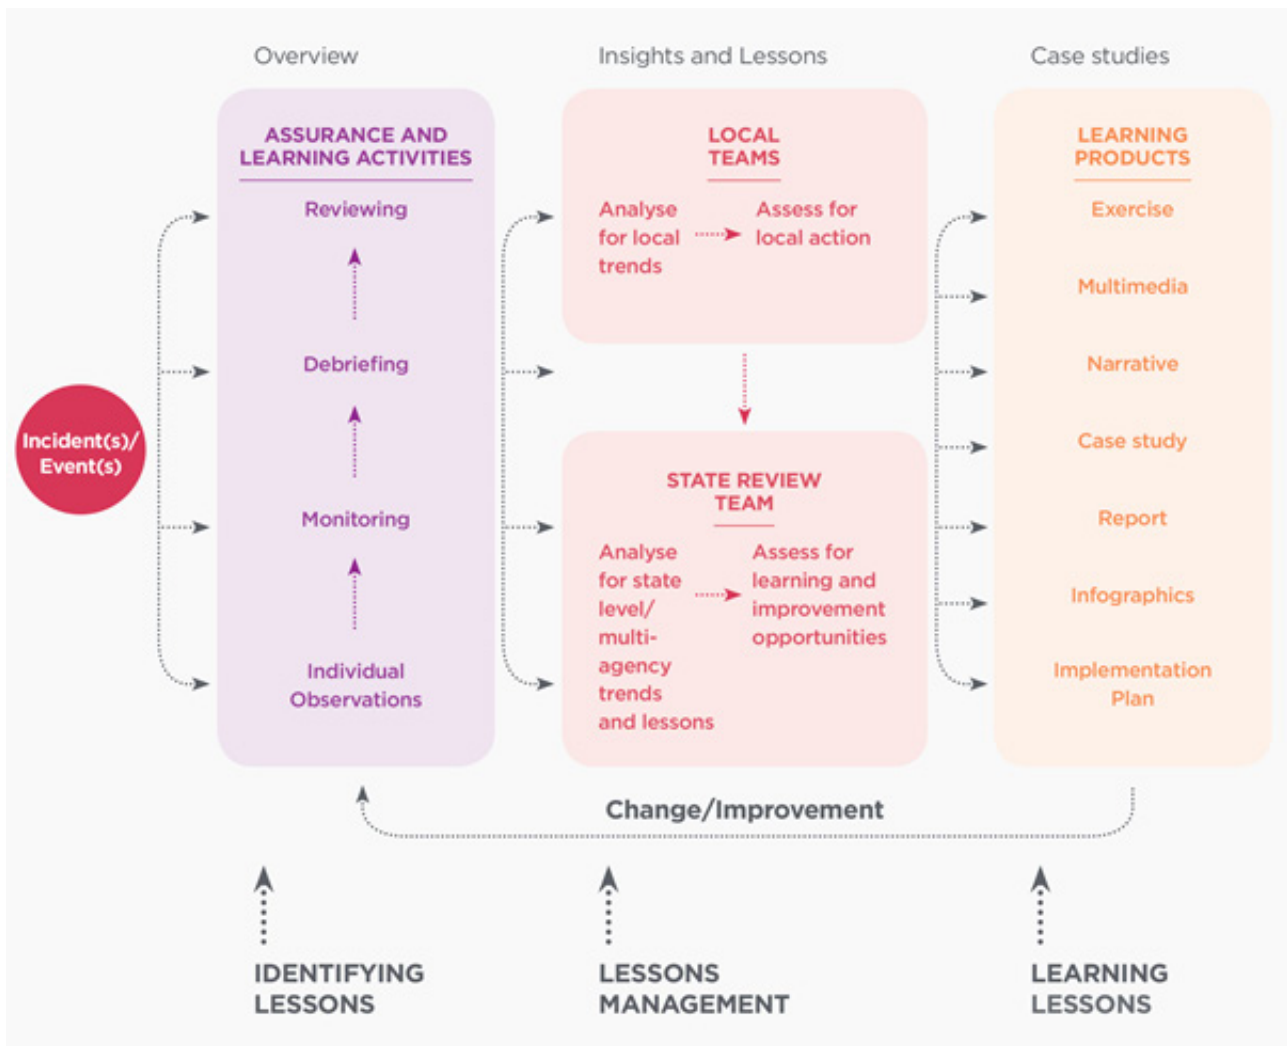 Overview
Insights and Lessons
Case studies
ASSURANCE AND
LEARNING ACTIVITIES
Reviewing
Debriefing
Monitoring
Individual
Observations
Incident(s)/
Event(s)
LOCAL
TEAMS
Analyse
for local
trends
Assess for
local action
STATE REVIEW
TEAM
Analyse
for state
level/
multi-
agency
trends
and lessons
Assess for
learning and
improvement
opportunities
LEARNING
PRODUCTS
Exercise
Multimedia
Narrative
Case study
Report
Infographics
Implementation
Plan
Change/Improvement
IDENTIFYING
LESSONS
LESSONS
MANAGEMENT
LEARNING
LESSONS